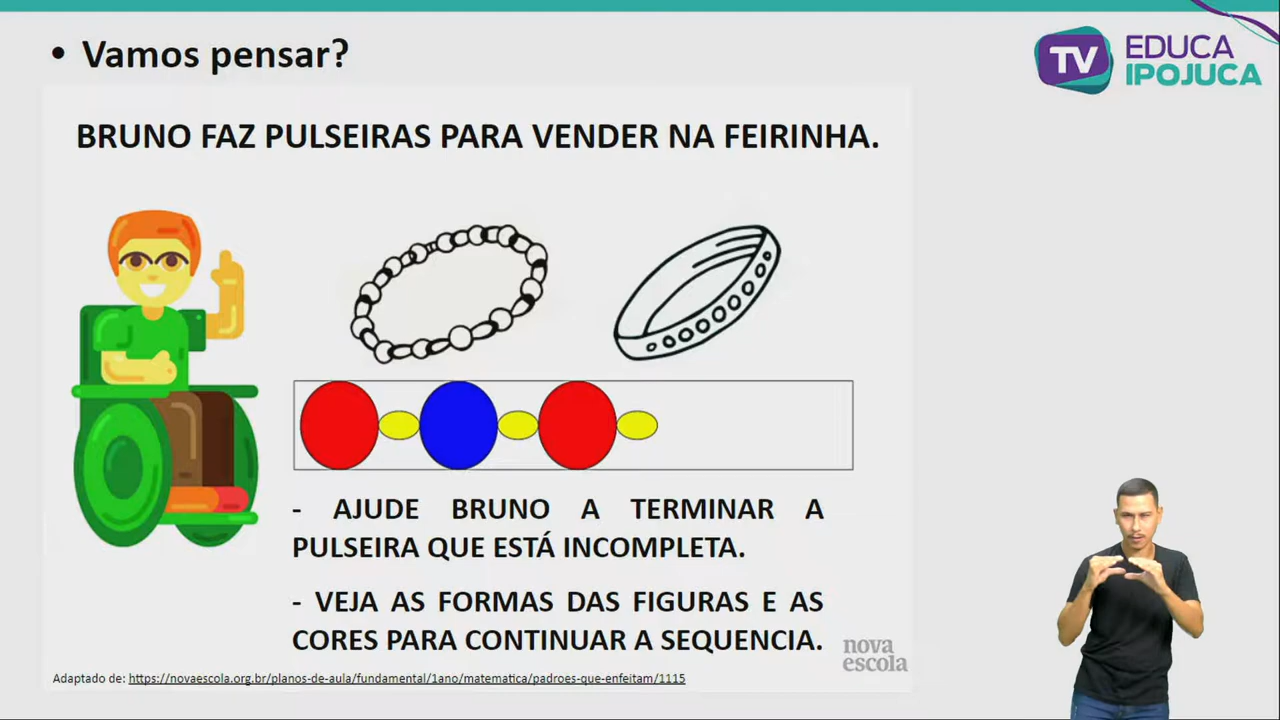 • Vamos pensar?
TV EDUCA
IPOJUCA
BRUNO FAZ PULSEIRAS PARA VENDER NA FEIRINHA.
- AJUDE BRUNO A TERMINAR A
PULSEIRA QUE ESTÁ INCOMPLETA.
- VEJA AS FORMAS DAS FIGURAS E AS
CORES PARA CONTINUAR A SEQUENCIA.
nova
escola
Adaptado de: https://novaescola.org.br/planos-de-aula/fundamental/1ano/matematica/padroes-que-enfeitam/1115